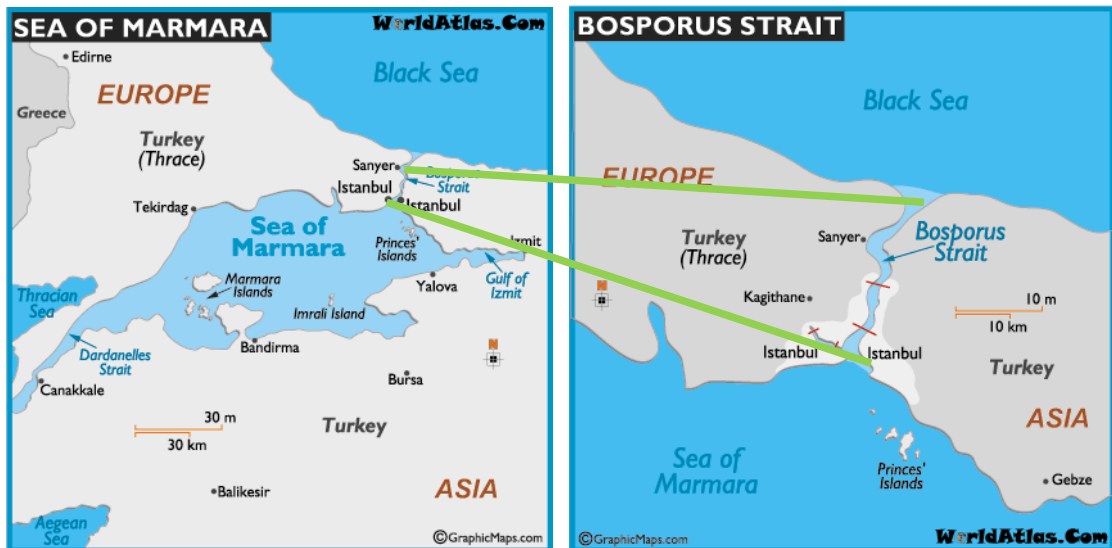 SEA OF MARMARA
WorldAtlas.Com
Edirne
Black Sea
EUROPE
Greece
Turkey
(Thrace)
Sanyer
Bosporus
Strait
Istanbul
Istanbul
Tekirdag
Sea of
Marmara
Princes'
Islands
Izmit
Gulf of
Izmit
Marmara
Islands
Yalova
Thracian
Sea
Imrali Island
Bandirma
N
Dardanelles
Strait
Canakkale
Bursa
30 m
30 km
Turkey
Balikesir
ASIA
Aegean
Sea
©GraphicMaps.com
BOSPORUS STRAIT
WorldAtlas.Com
Black Sea
EUROPE
Sanyer
Bosporus
Strait
Turkey
(Thrace)
N
Kagithane
10 m
10 km
Istanbul
Istanbul
Turkey
ASIA
Sea of
Marmara
Princes'
Islands
Gebze
©GraphicMaps.com
WorldAtlas.Com